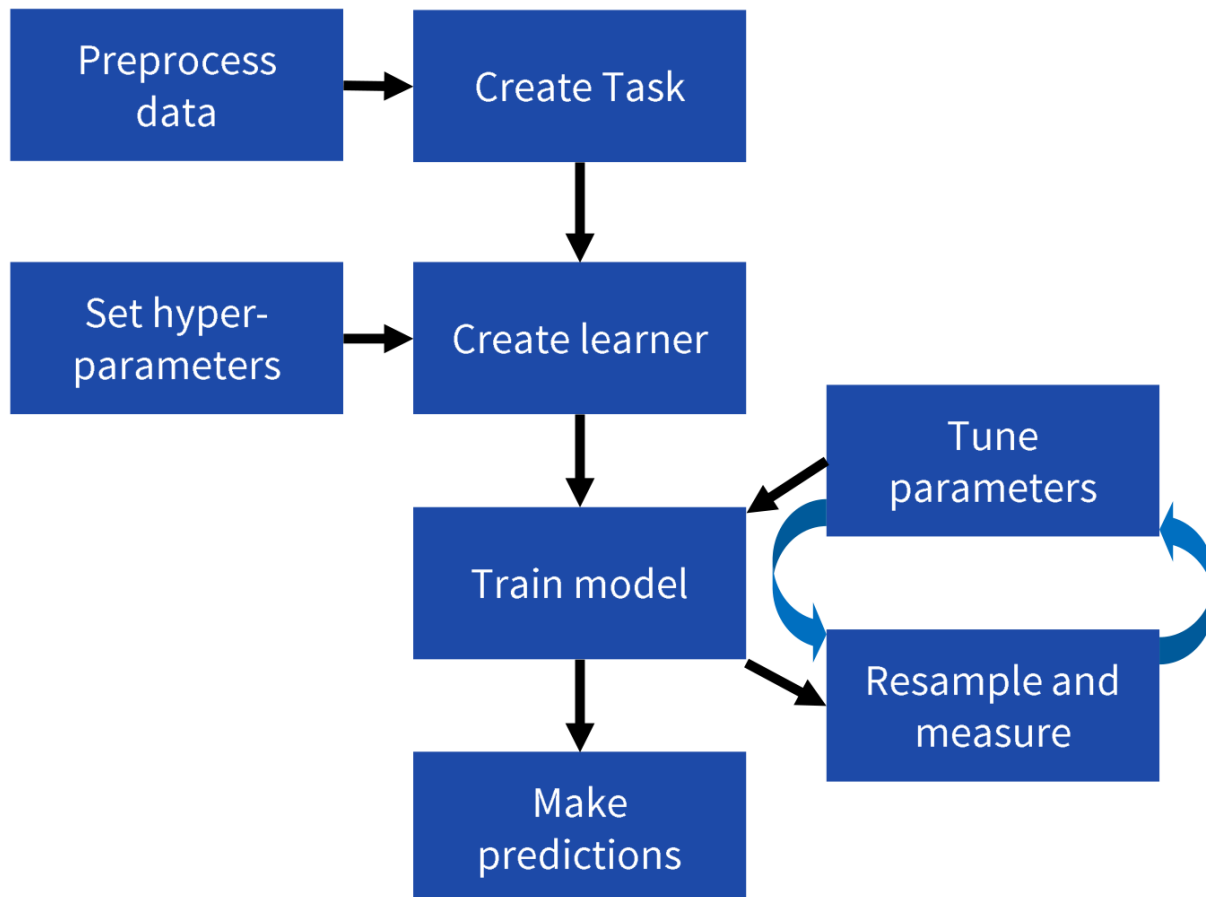 Preprocess
data
Create Task
Set hyper-
parameters
Create learner
Tune
parameters
Train model
Resample and
measure
Make
predictions